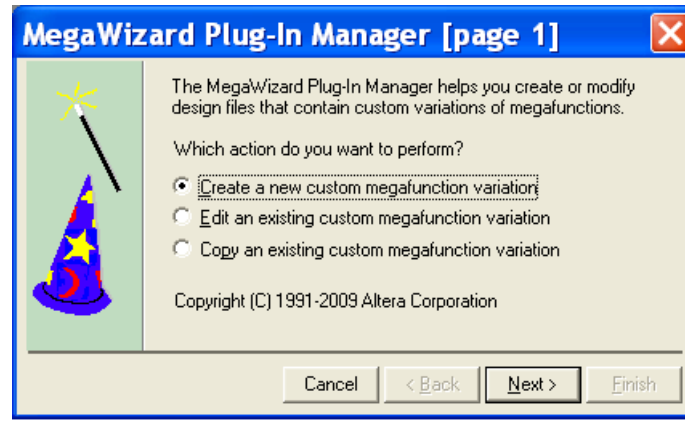 MegaWizard Plug-In Manager [page 1]
The MegaWizard Plug-In Manager helps you create or modify
design files that contain custom variations of megafunctions.
Which action do you want to perform?
Create a new custom megafunction variation
Edit an existing custom megafunction variation
Copy an existing custom megafunction variation
Copyright (C) 1991-2009 Altera Corporation
Cancel < Back Next > Finish